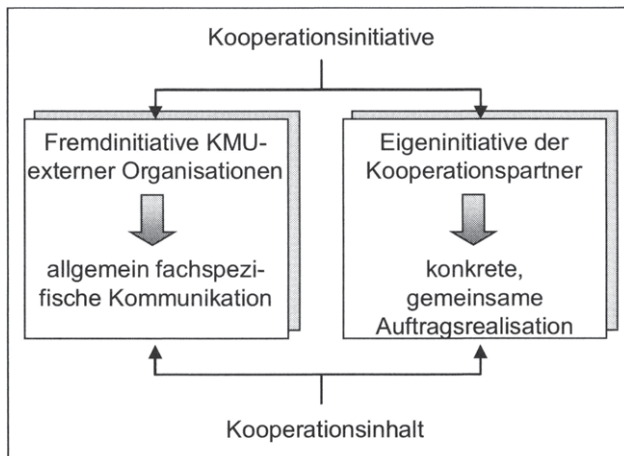 Kooperationsinitiative
Fremdinitiative KMU-
externer Organisationen
allgemein fachspezi-
fische Kommunikation
Eigeninitiative der
Kooperationspartner
konkrete,
gemeinsame
Auftragsrealisation
Kooperationsinhalt